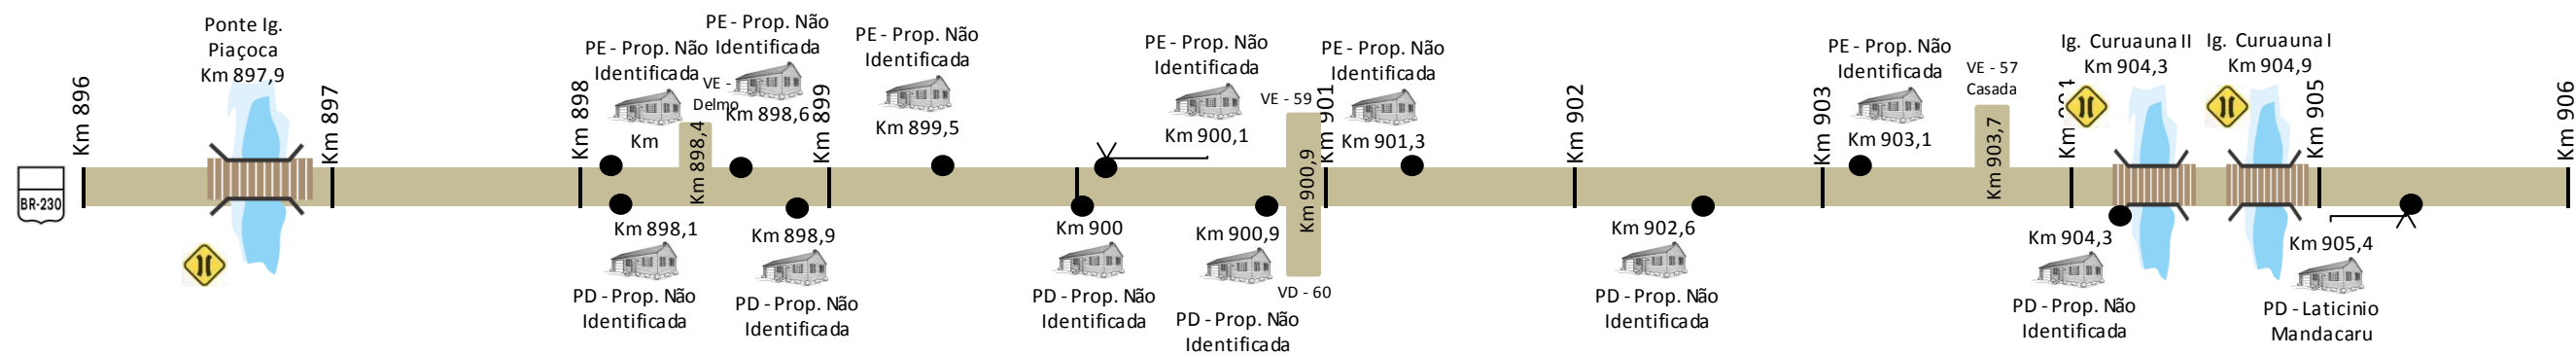 Ponte Ig.
Piaçoca
Km 897,9
PE - Prop. Não
Identificada
Km
VE -
Delmo
PE - Prop. Não
Identificada
Km 898,6
PE - Prop. Não
Identificada
Km 899,5
PE - Prop. Não
Identificada
Km 900,1
VE - 59
PE - Prop. Não
Identificada
Km 901,3
PE - Prop. Não
Identificada
Km 903,1
VE - 57
Casada
Ig. Curuauna II
Km 904,3
Ig. Curuauna I
Km 904,9
Km 896
Km 897
Km 898
Km 898,4
Km 899
Km 900,9
Km 901
Km 902
Km 903
Km 903,7
Km 905
Km 906
BR-230
Km 898,1
PD - Prop. Não
Identificada
Km 898,9
PD - Prop. Não
Identificada
Km 900
PD - Prop. Não
Identificada
Km 900,9
PD - Prop. Não
Identificada
VD - 60
Km 902,6
PD - Prop. Não
Identificada
Km 904,3
PD - Prop. Não
Identificada
Km 905,4
PD - Laticinio
Mandacaru